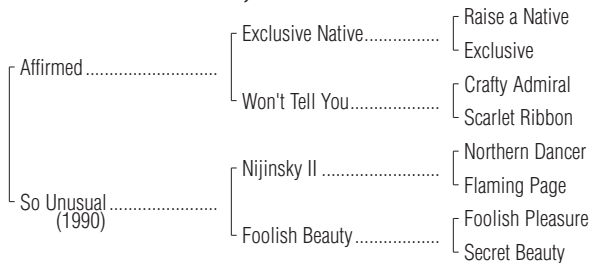 Raise a Native
Exclusive Native.................
Exclusive
Affirmed..............................
Crafty Admiral
Won't Tell You....................
Scarlet Ribbon
Northern Dancer
Nijinsky II ..........................
Flaming Page
So Unusual.........................
(1990)
Foolish Pleasure
Foolish Beauty...................
Secret Beauty